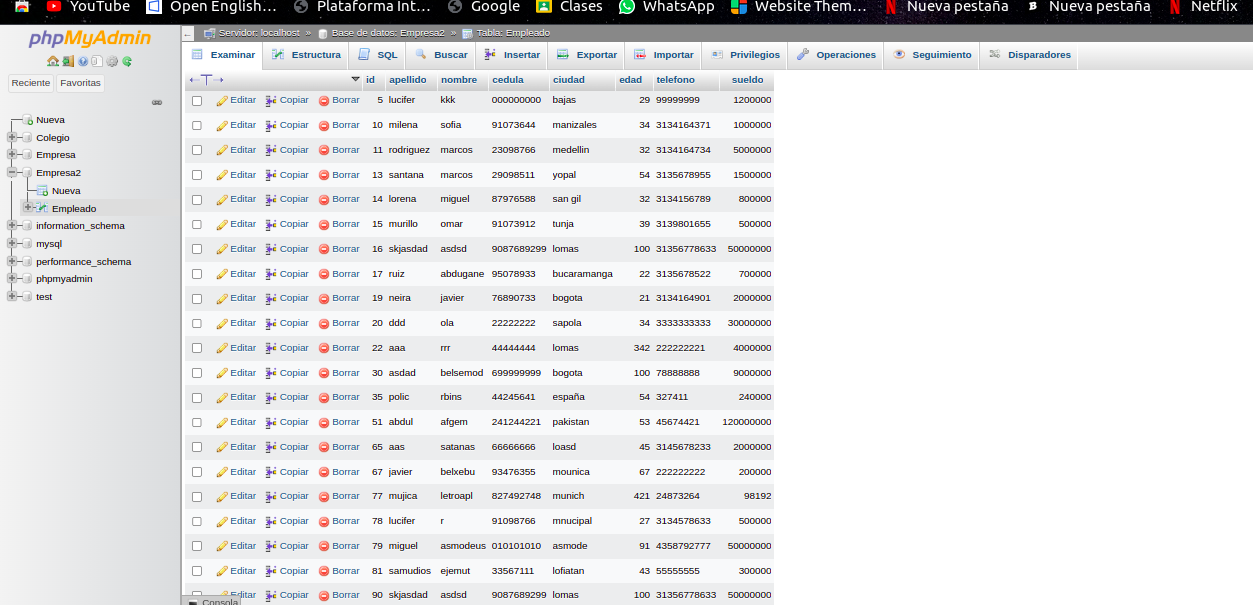 YouTube Open English... Plataforma Int... Google Clases WhatsApp Website Them... Nueva pestaña Nueva pestaña Netflix
phpMyAdmin
Reciente Favoritas
Nueva
Colegio
Empresa
Empresa2
Nueva
Empleado
information_schema
mysql
performance_schema
phpmyadmin
test
Servidor: localhost » Base de datos: Empresa2 » Tabla: Empleado
Examinar Estructura SQL Buscar Insertar Exportar Importar Privilegios Operaciones Seguimiento Disparadores
id apellido nombre cedula ciudad edad telefono sueldo
Editar Copiar Borrar 5 lucifer kkk 000000000 bajas 29 99999999 1200000
Editar Copiar Borrar 10 milena sofia 91073644 manizales 34 3134164371 1000000
Editar Copiar Borrar 11 rodriguez marcos 23098766 medellin 32 3134164734 5000000
Editar Copiar Borrar 13 santana marcos 29098511 yopal 54 3135678955 1500000
Editar Copiar Borrar 14 lorena miguel 87976588 san gil 32 3134156789 800000
Editar Copiar Borrar 15 murillo omar 91073912 tunja 39 3139801655 500000
Editar Copiar Borrar 16 skjasdad asdsd 9087689299 lomas 100 31356778633 50000000
Editar Copiar Borrar 17 ruiz abdugane 95078933 bucaramanga 22 3135678522 700000
Editar Copiar Borrar 19 neira javier 76890733 bogota 21 3134164901 2000000
Editar Copiar Borrar 20 ddd ola 22222222 sapola 34 3333333333 30000000
Editar Copiar Borrar 22 aaa rrr 44444444 lomas 342 222222221 4000000
Editar Copiar Borrar 30 asdad belsemod 699999999 bogota 100 78888888 9000000
Editar Copiar Borrar 35 polic rbins 44245641 españa 54 327411 240000
Editar Copiar Borrar 51 abdul afgem 241244221 pakistan 53 45674421 120000000
Editar Copiar Borrar 65 aas satanas 66666666 loasd 45 3145678233 2000000
Editar Copiar Borrar 67 javier belxebu 93476355 mounica 67 222222222 200000
Editar Copiar Borrar 77 mujica letroapl 827492748 munich 421 24873264 98192
Editar Copiar Borrar 78 lucifer r 91098766 mnucipal 27 3134578633 500000
Editar Copiar Borrar 79 miguel asmodeus 010101010 asmode 91 4358792777 50000000
Editar Copiar Borrar 81 samudios ejemut 33567111 lofiatan 43 55555555 300000
Editar Copiar Borrar 90 skjasdad asdsd 9087689299 lomas 100 31356778633 50000000
Consola